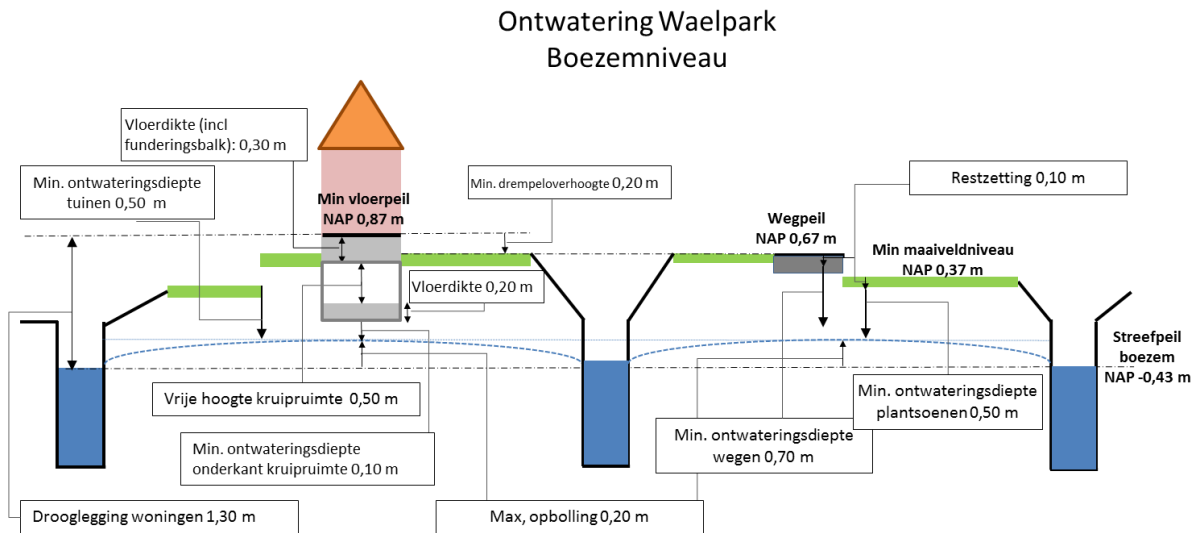 Ontwatering Waelpark
Boezemniveau
Vloerdikte (incl
funderingsbalk): 0,30 m
Min. ontwateringsdiepte
tuinen 0,50 m
Min vloerpeil
NAP 0,87 m
Min. drempeloverhoogte 0,20 m
Restzetting 0,10 m
Wegpeil
NAP 0,67 m
Min maaiveldniveau
NAP 0,37 m
Vloerdikte 0,20 m
Streefpeil
boezem
NAP -0,43 m
Vrije hoogte kruipruimte 0,50 m
Min. ontwateringsdiepte
plantsoenen 0,50 m
Min. ontwateringsdiepte
onderkant kruipruimte 0,10 m
Min. ontwateringsdiepte
wegen 0,70 m
Drooglegging woningen 1,30 m
Max, opbolling 0,20 m